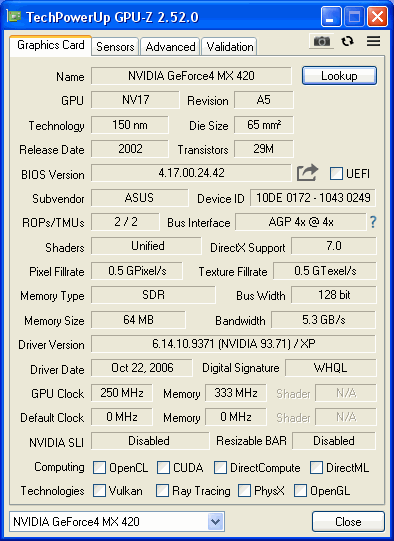 TechPowerUp GPU-Z 2.52.0
Graphics Card Sensors Advanced Validation
Name NVIDIA GeForce4 MX 420 Lookup
GPU NV17 Revision A5
Technology 150 nm Die Size 65 mm²
Release Date 2002 Transistors 29M
BIOS Version 4.17.00.24.42 UEFI
Subvendor ASUS Device ID 10DE 0172 - 1043 0249
ROPs/TMUs 2 / 2 Bus Interface AGP 4x @ 4x ?
Shaders Unified DirectX Support 7.0
Pixel Fillrate 0.5 GPixel/s Texture Fillrate 0.5 GTexel/s
Memory Type SDR Bus Width 128 bit
Memory Size 64 MB Bandwidth 5.3 GB/s
Driver Version 6.14.10.9371 (NVIDIA 93.71) / XP
Driver Date Oct 22, 2006 Digital Signature WHQL
GPU Clock 250 MHz Memory 333 MHz Shader N/A
Default Clock 0 MHz Memory 0 MHz Shader N/A
NVIDIA SLI Disabled Resizable BAR Disabled
Computing OpenCL CUDA DirectCompute DirectML
Technologies Vulkan Ray Tracing PhysX OpenGL
NVIDIA GeForce4 MX 420 Close